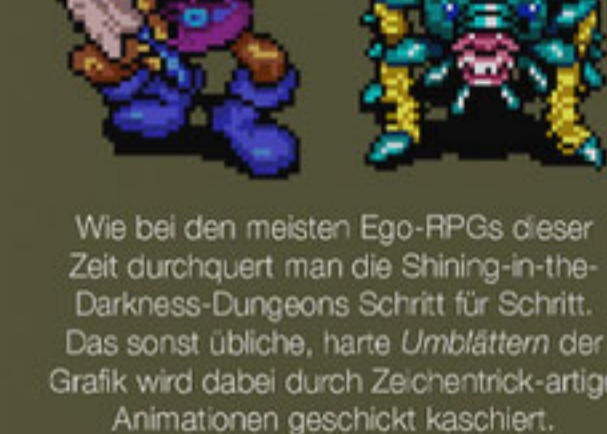 Wie bei den meisten Ego-RPGs dieser
Zeit durchquert man die Shining-in-the-
Darkness-Dungeons Schritt für Schritt.
Das sonst übliche, harte Umblättern der
Grafik wird dabei durch Zeichentrick-artige
Animationen geschickt kaschiert.